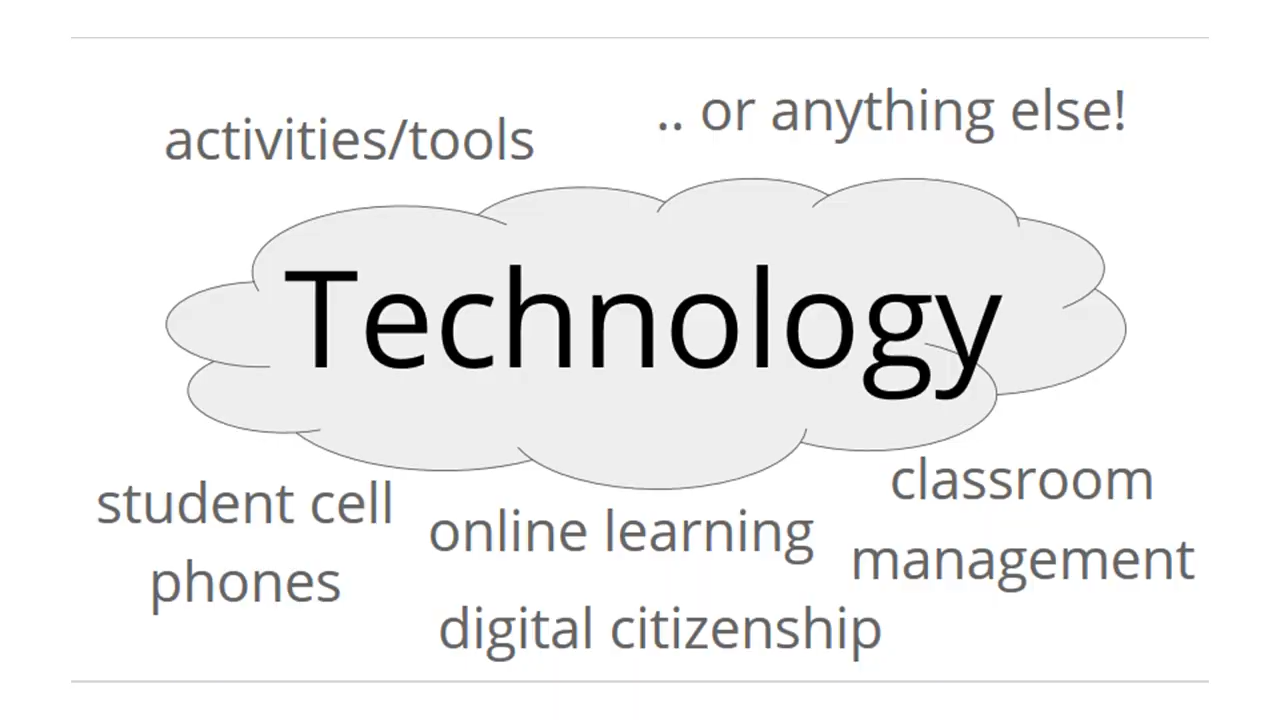 .. or anything else!
activities/tools
Technology
student cell
phones
online learning
classroom
management
digital citizenship